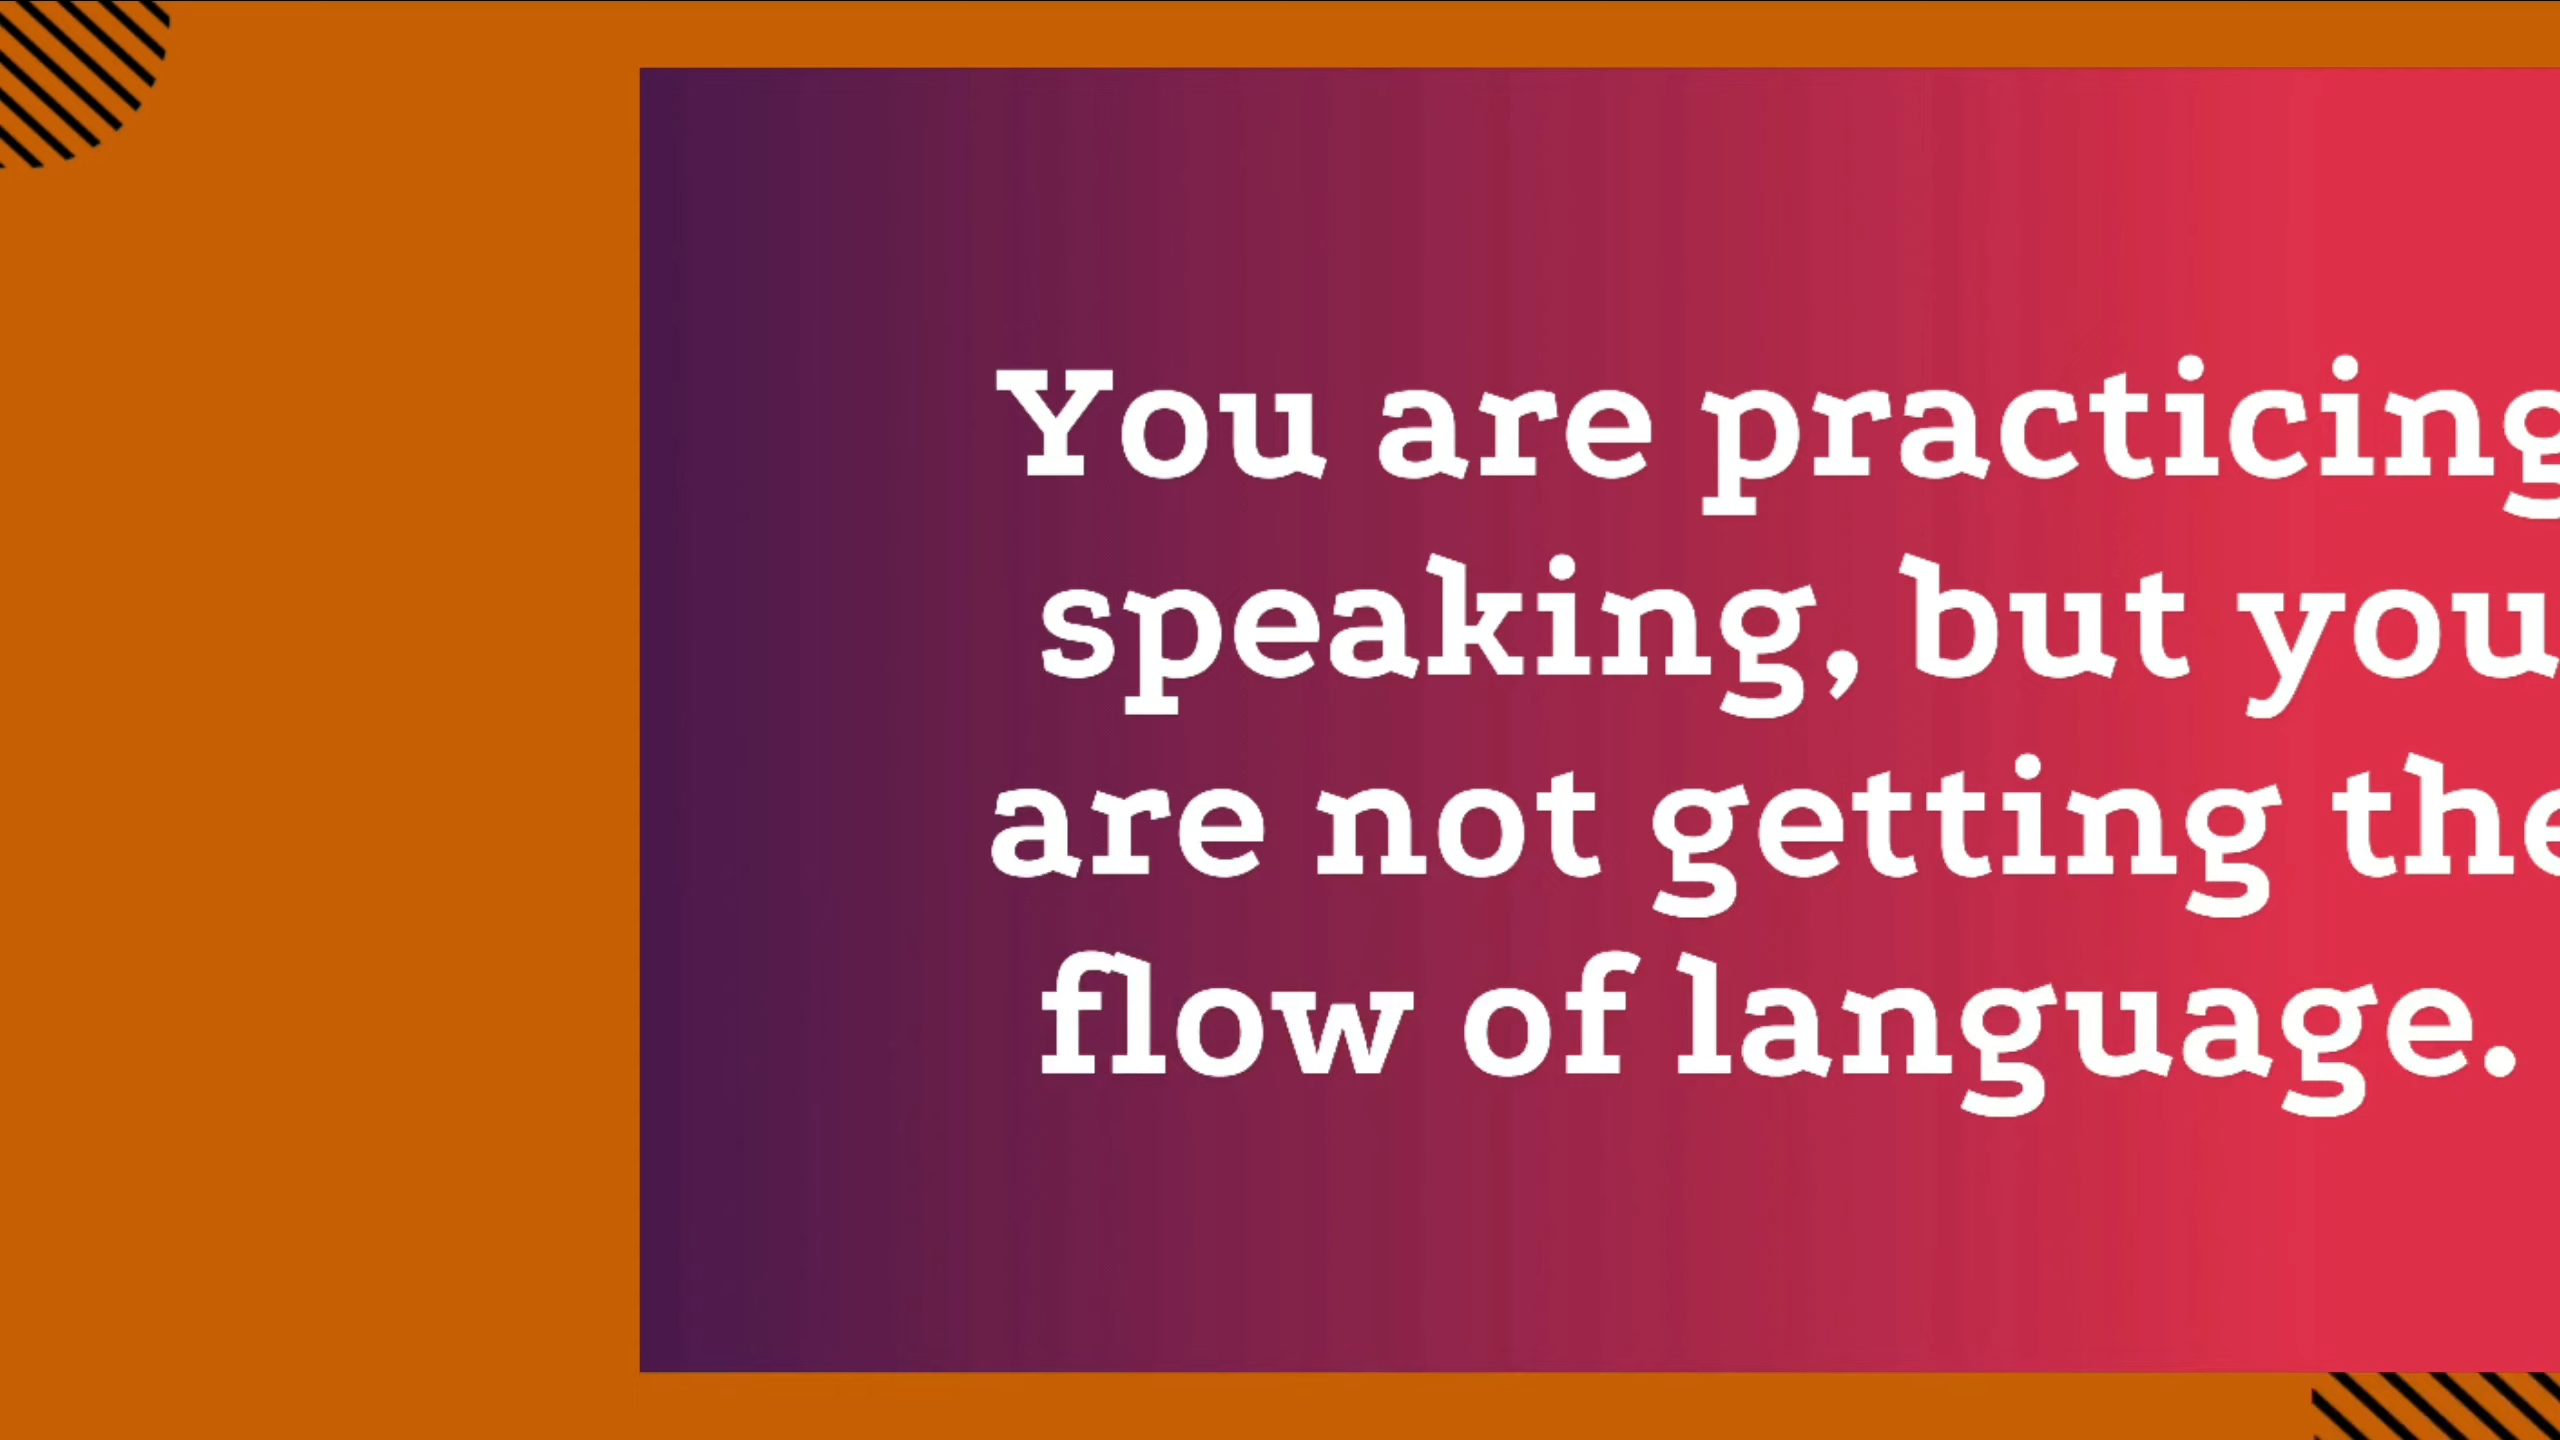 You are practicing
speaking, but you
are not getting the
flow of language.